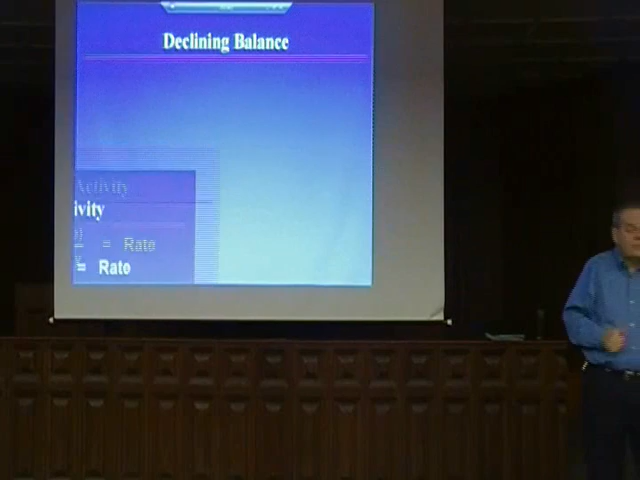 Declining Balance
Activity
ivity
= Rate
= Rate